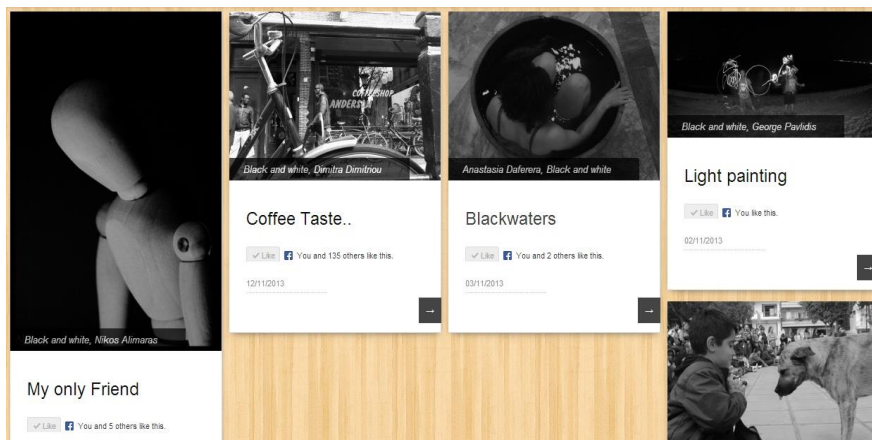 Black and white, Nikos Alimaras
My only Friend
Like
You and 5 others like this.
COFFEESHOP
ANDERSON
Black and white, Dimitra Dimitriou
Coffee Taste..
Like
You and 135 others like this.
12/11/2013
→
Anastasia Daferera, Black and white
Blackwaters
Like
You and 2 others like this.
03/11/2013
→
Black and white, George Pavlidis
Light painting
Like
You like this.
02/11/2013
→